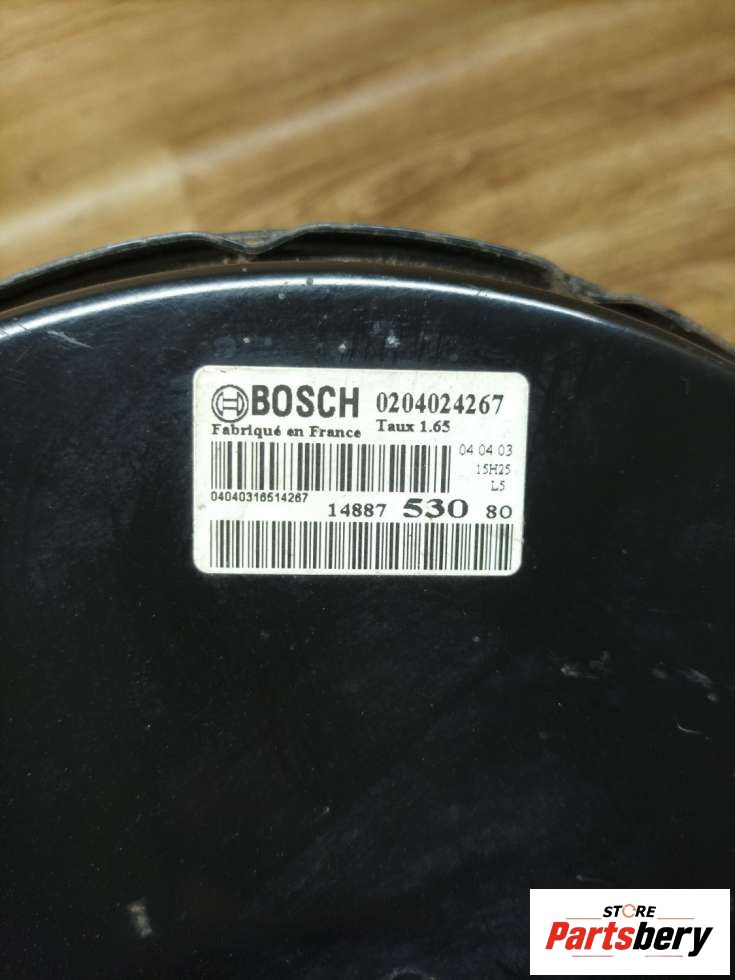 BOSCH 0204024267
Fabriqué en France Taux 1.65
04 04 03
15H25
L5
04040316514267
14887 530 80
STORE
Partsbery